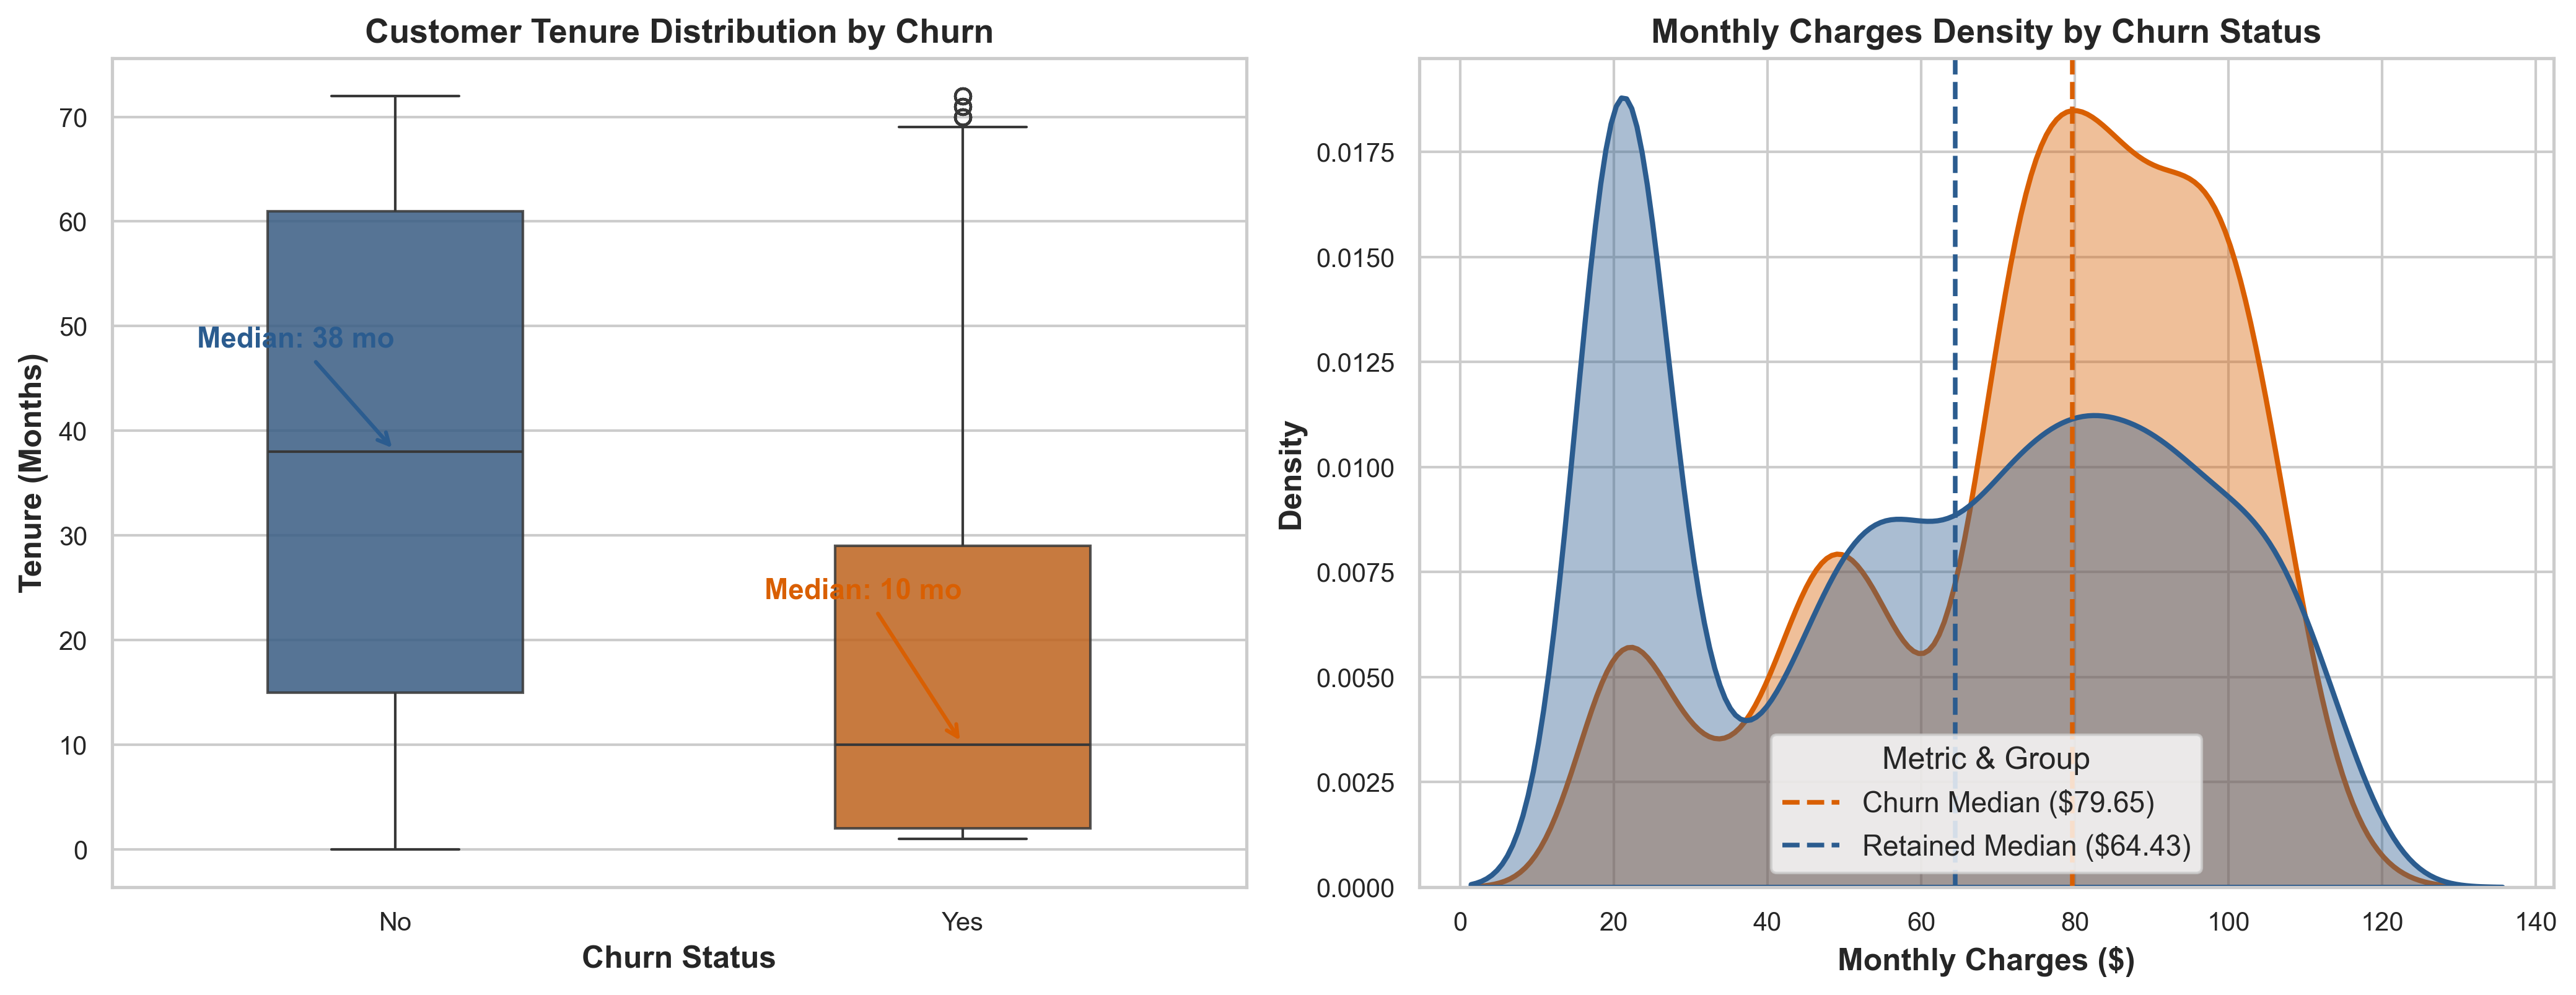 Customer Tenure Distribution by Churn
70
60
50
40
30
20
10
0
Tenure (Months)
Median: 38 mo
Median: 10 mo
No
Yes
Churn Status
Monthly Charges Density by Churn Status
0.0175
0.0150
0.0125
0.0100
0.0075
0.0050
0.0025
0.0000
Density
Metric & Group
Churn Median ($79.65)
Retained Median ($64.43)
0
20
40
60
80
100
120
140
Monthly Charges ($)